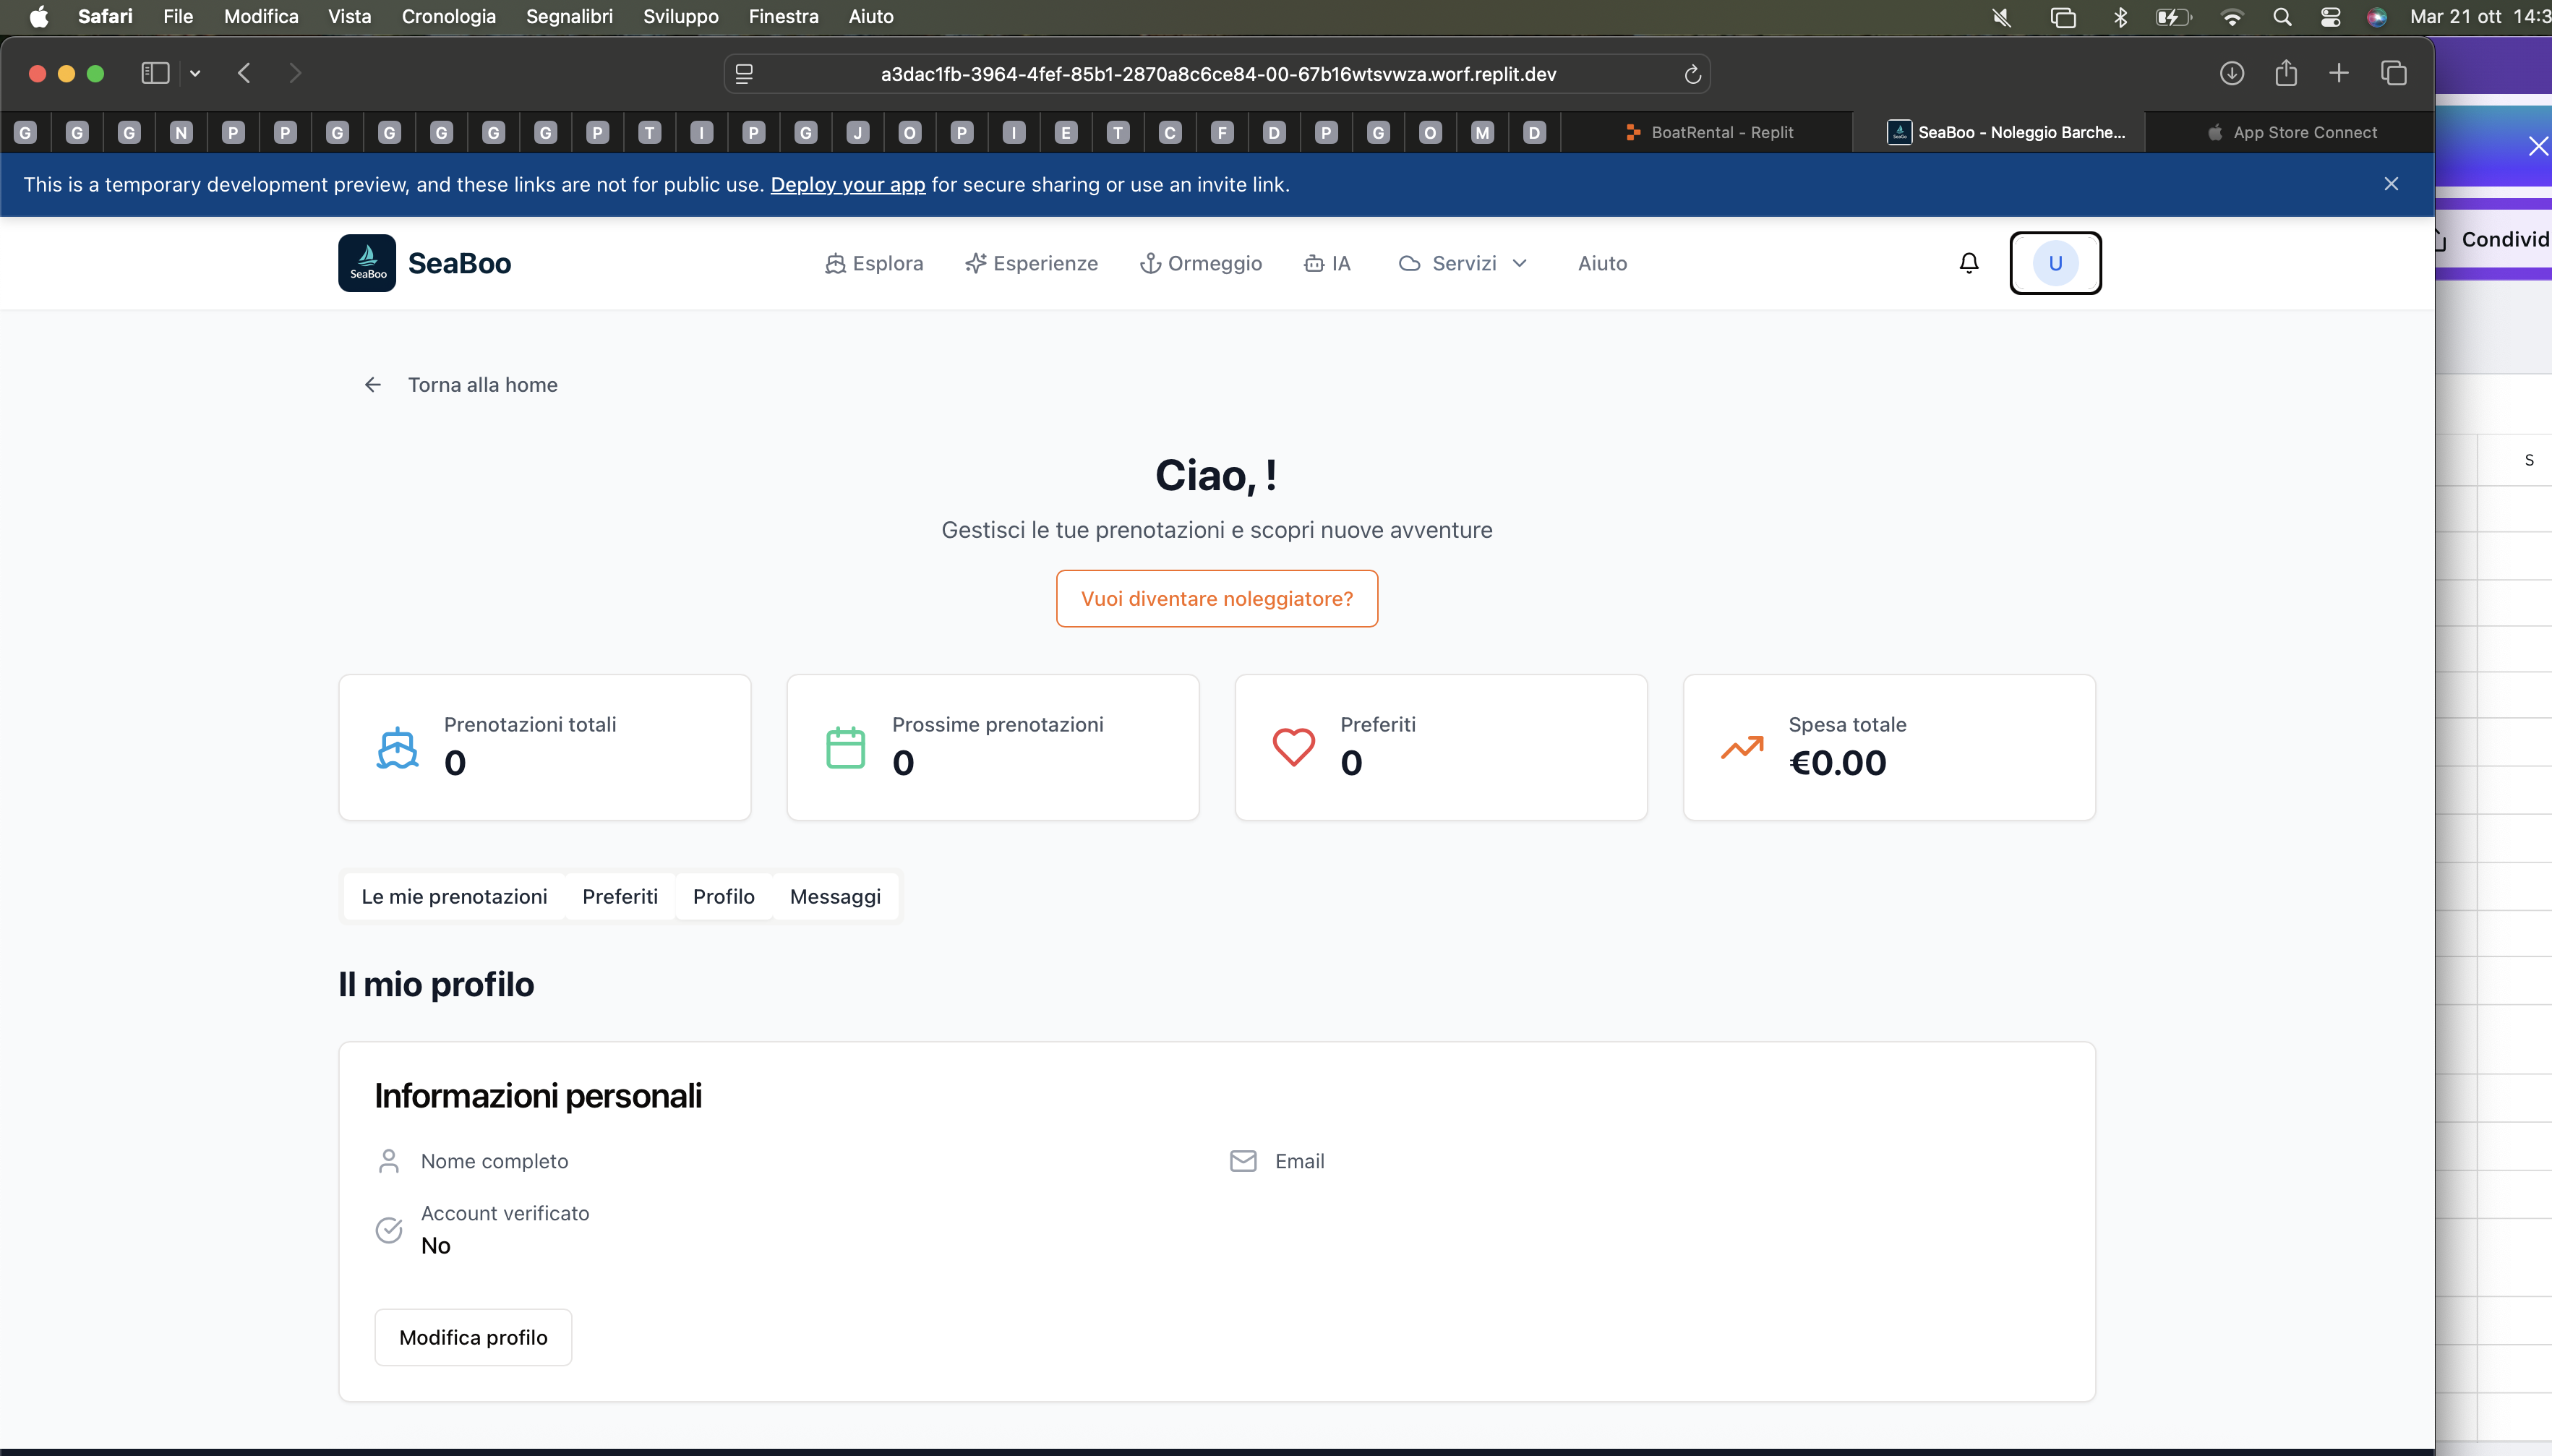 Safari File Modifica Vista Cronologia Segnalibri Sviluppo Finestra Aiuto Mar 21 ott 14:3
a3dac1fb-3964-4fef-85b1-2870a8c6ce84-00-67b16wtsvwza.worf.replit.dev
G G G N P P G G G G G P T I P G J O P I E T C F D P G O M D BoatRental - Replit SeaBoo - Noleggio Barche... App Store Connect
This is a temporary development preview, and these links are not for public use. Deploy your app for secure sharing or use an invite link.
SeaBoo SeaBoo Esplora Esperienze Ormeggio IA Servizi Aiuto U
Condivid
Torna alla home
S
Ciao, !
Gestisci le tue prenotazioni e scopri nuove avventure
Vuoi diventare noleggiatore?
Prenotazioni totali
0
Prossime prenotazioni
0
Preferiti
0
Spesa totale
€0.00
Le mie prenotazioni Preferiti Profilo Messaggi
Il mio profilo
Informazioni personali
Nome completo
Email
Account verificato
No
Modifica profilo